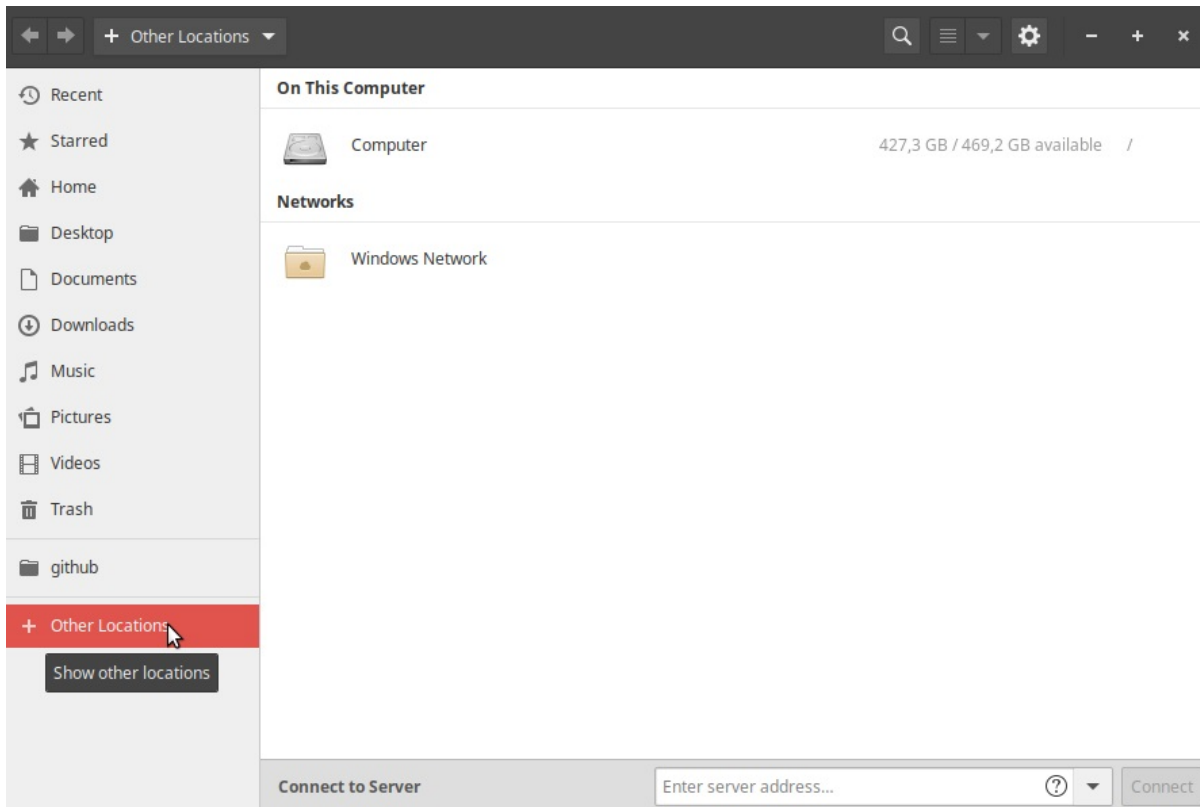 + Other Locations
Recent
Starred
Home
Desktop
Documents
Downloads
Music
Pictures
Videos
Trash
github
+ Other Locations
Show other locations
On This Computer
Computer 427,3 GB / 469,2 GB available /
Networks
Windows Network
Connect to Server Enter server address... ? Connect